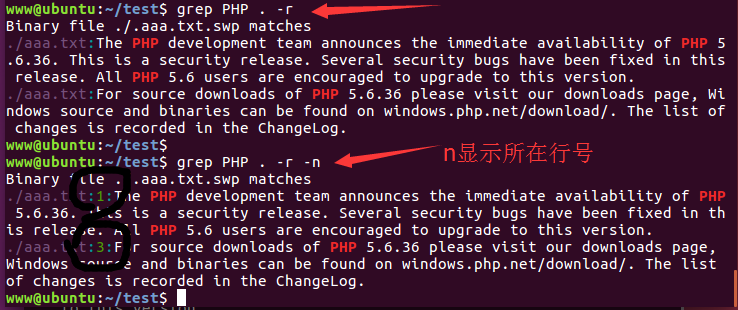 www@ubuntu:~/test$ grep PHP . -r
Binary file ./.aaa.txt.swp matches
./aaa.txt:The PHP development team announces the immediate availability of PHP 5
.6.36. This is a security release. Several security bugs have been fixed in this
 release. All PHP 5.6 users are encouraged to upgrade to this version.
./aaa.txt:For source downloads of PHP 5.6.36 please visit our downloads page, Wi
ndows source and binaries can be found on windows.php.net/download/. The list of
 changes is recorded in the ChangeLog.
www@ubuntu:~/test$
www@ubuntu:~/test$ grep PHP . -r -n
n显示所在行号
Binary file ./.aaa.txt.swp matches
./aaa.txt:1:The PHP development team announces the immediate availability of PHP
 5.6.36. This is a security release. Several security bugs have been fixed in th
is release. All PHP 5.6 users are encouraged to upgrade to this version.
./aaa.txt:3:For source downloads of PHP 5.6.36 please visit our downloads page,
Windows source and binaries can be found on windows.php.net/download/. The list
of changes is recorded in the ChangeLog.
www@ubuntu:~/test$